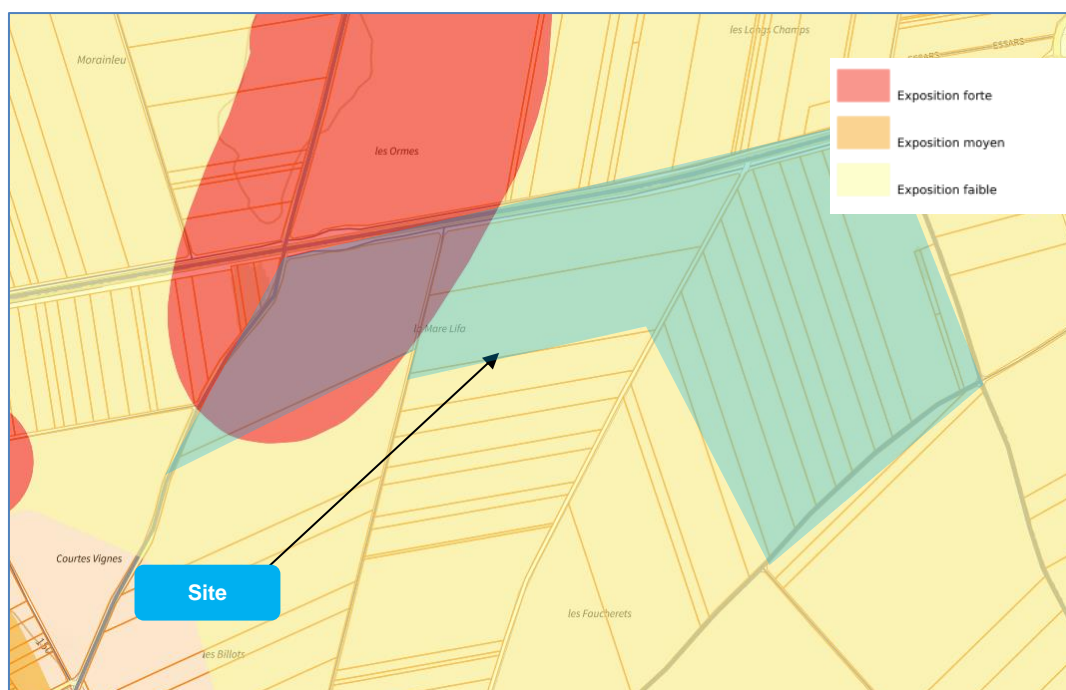 les Longs Champs
ESSARS
ESSARS
Morainleu
Exposition forte
les Ormes
Exposition moyen
Exposition faible
la Mare Lifa
Courtes Vignes
Site
les Faucherets
les Billots